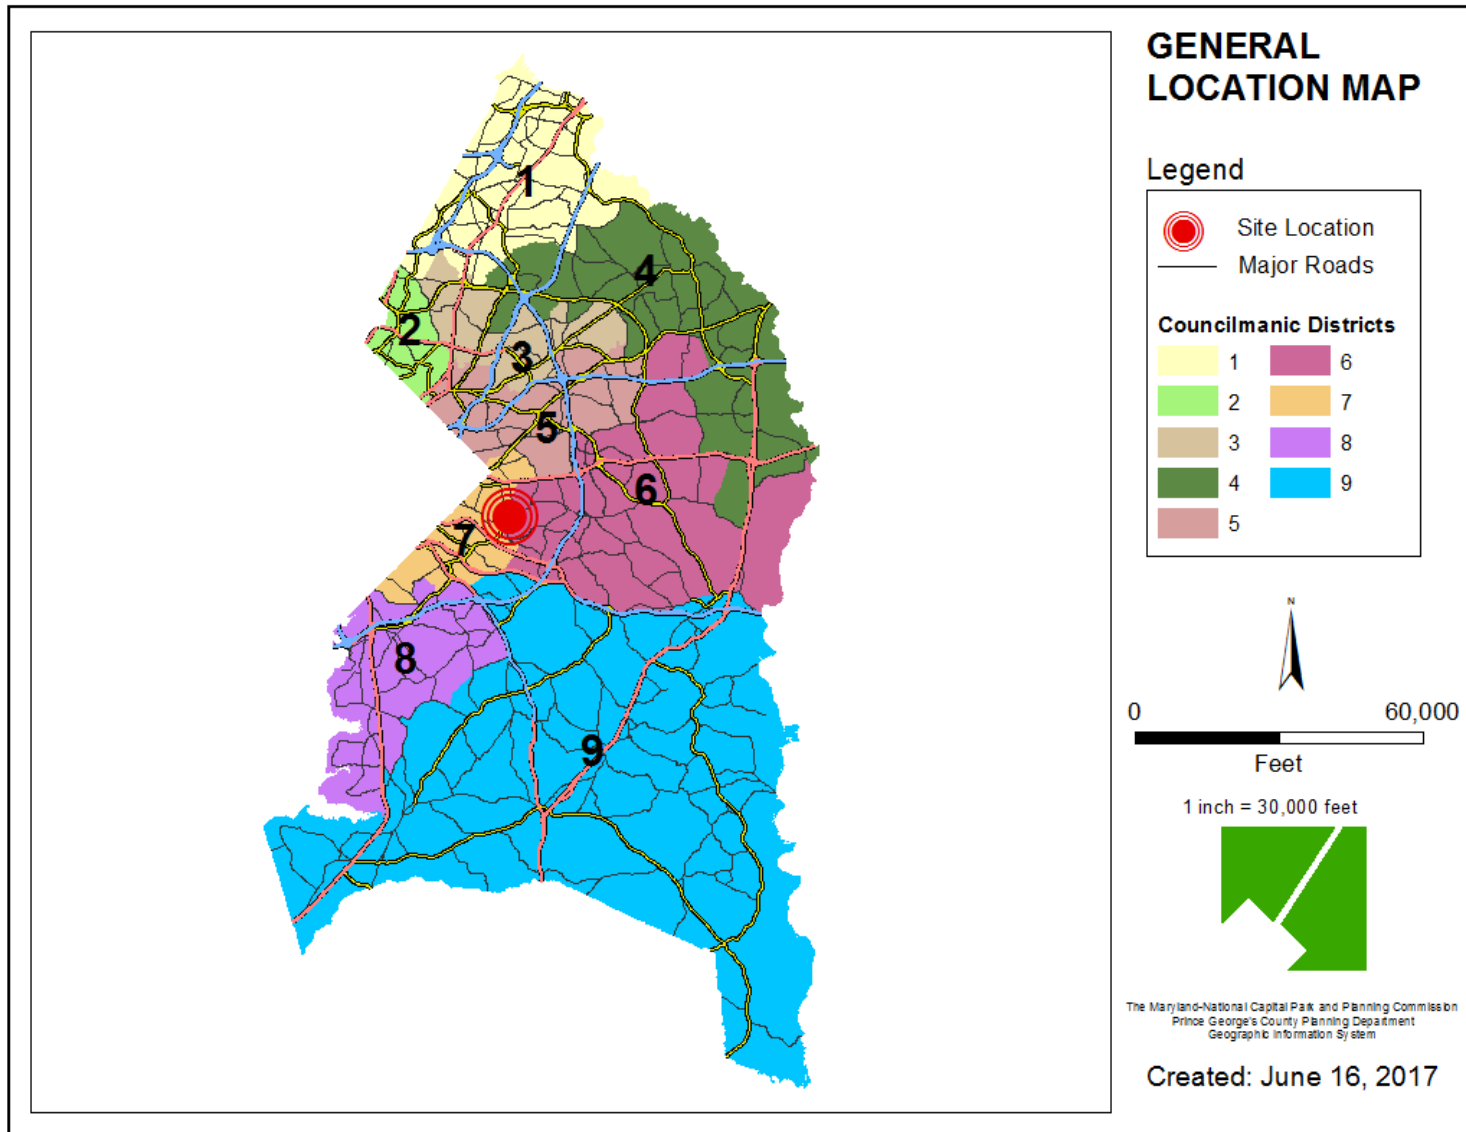 GENERAL
LOCATION MAP
Legend
Site Location
Major Roads
Councilmanic Districts
1 6
2 7
3 8
4 9
5
1
4
2
3
5
6
7
8
9
N
0 60,000
Feet
1 inch = 30,000 feet
The Maryland-National Capital Park and Planning Commission
Prince George's County Planning Department
Geographic Information System
Created: June 16, 2017